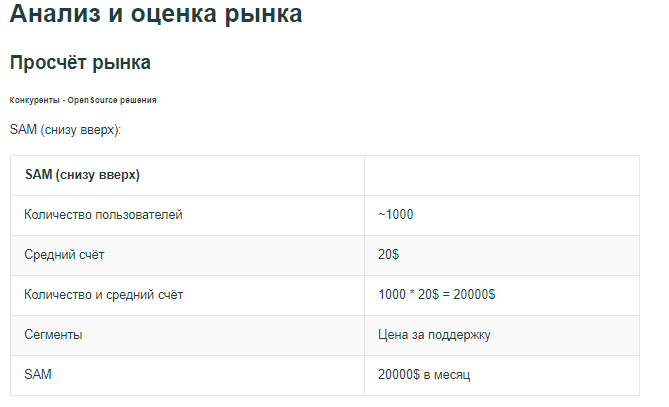 Анализ и оценка рынка
Просчёт рынка
Конкуренты - OpenSource решения
SAM (снизу вверх):
SAM (снизу вверх)
Количество пользователей ~1000
Средний счёт 20$
Количество и средний счёт 1000 * 20$ = 20000$
Сегменты Цена за поддержку
SAM 20000$ в месяц